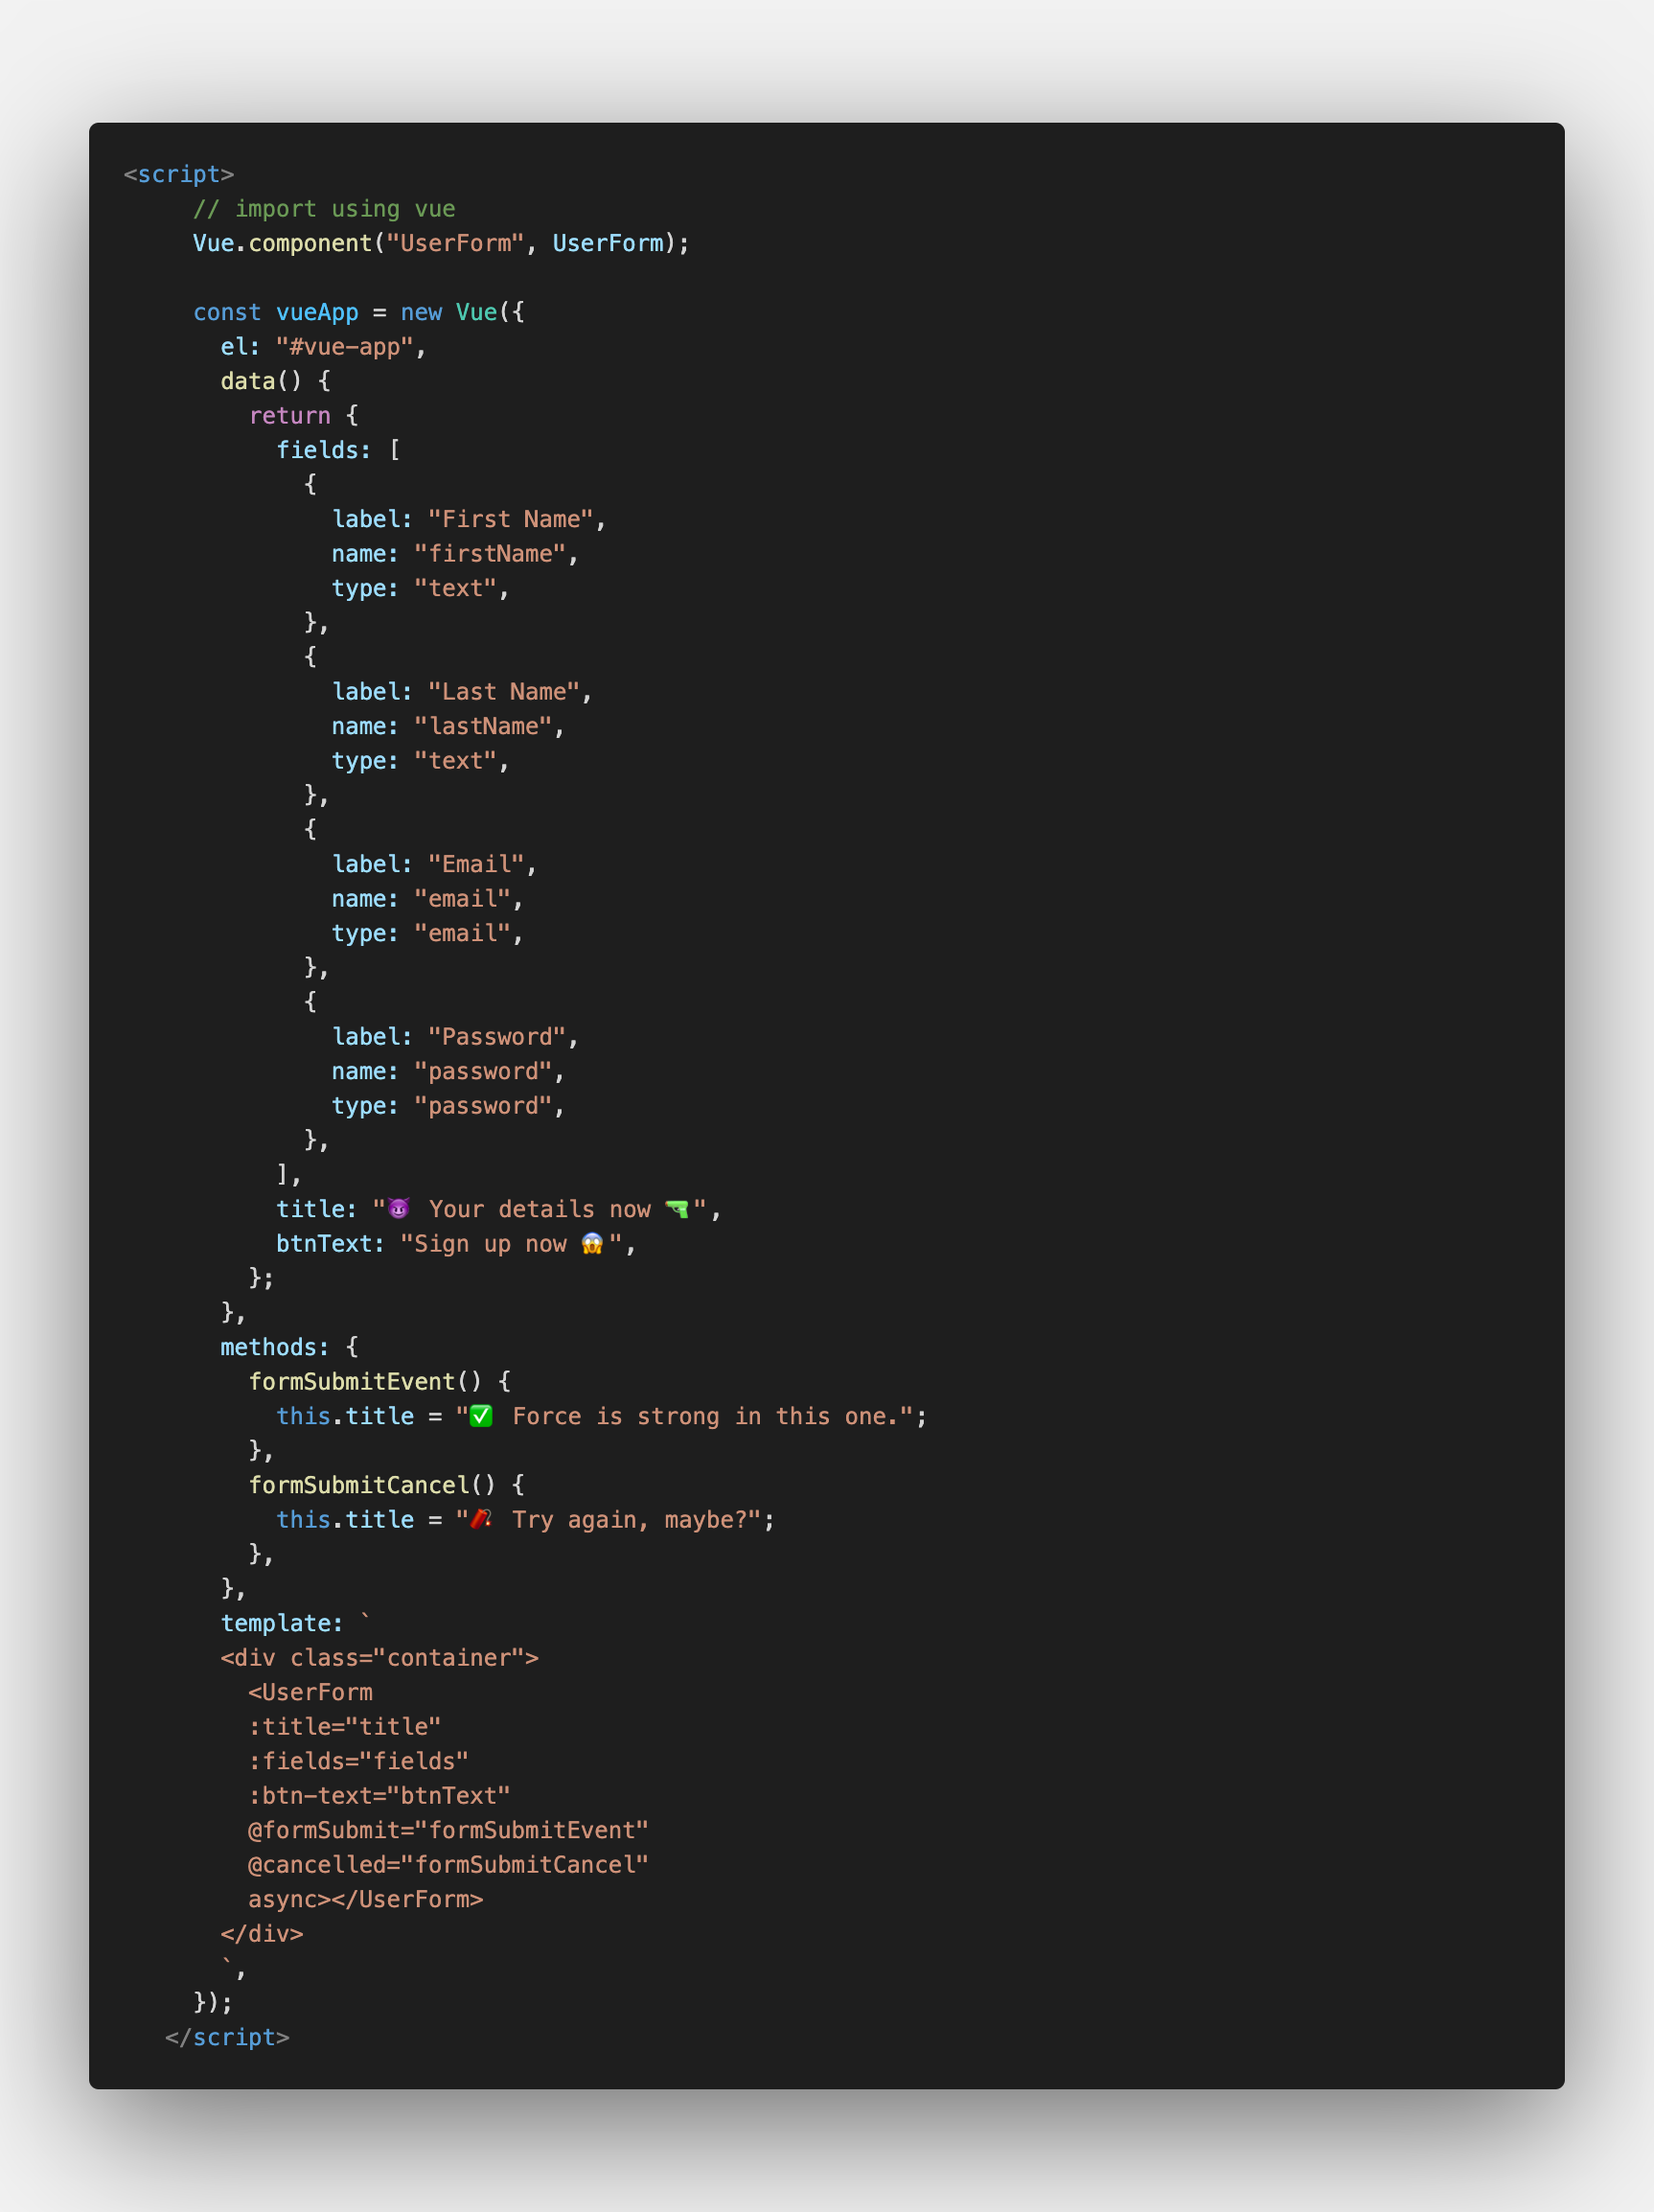 <script>
// import using vue
Vue.component("UserForm", UserForm);
const vueApp = new Vue({
el: "#vue-app",
data() {
return {
fields: [
{
label: "First Name",
name: "firstName",
type: "text",
},
{
label: "Last Name",
name: "lastName",
type: "text",
},
{
label: "Email",
name: "email",
type: "email",
},
{
label: "Password",
name: "password",
type: "password",
},
],
title: "😈 Your details now 🔫",
btnText: "Sign up now 😱",
};
},
methods: {
formSubmitEvent() {
this.title = "✅ Force is strong in this one.";
},
formSubmitCancel() {
this.title = "🧨 Try again, maybe?";
},
},
template: `
<div class="container">
<UserForm
:title="title"
:fields="fields"
:btn-text="btnText"
@formSubmit="formSubmitEvent"
@cancelled="formSubmitCancel"
async></UserForm>
</div>
`,
});
</script>